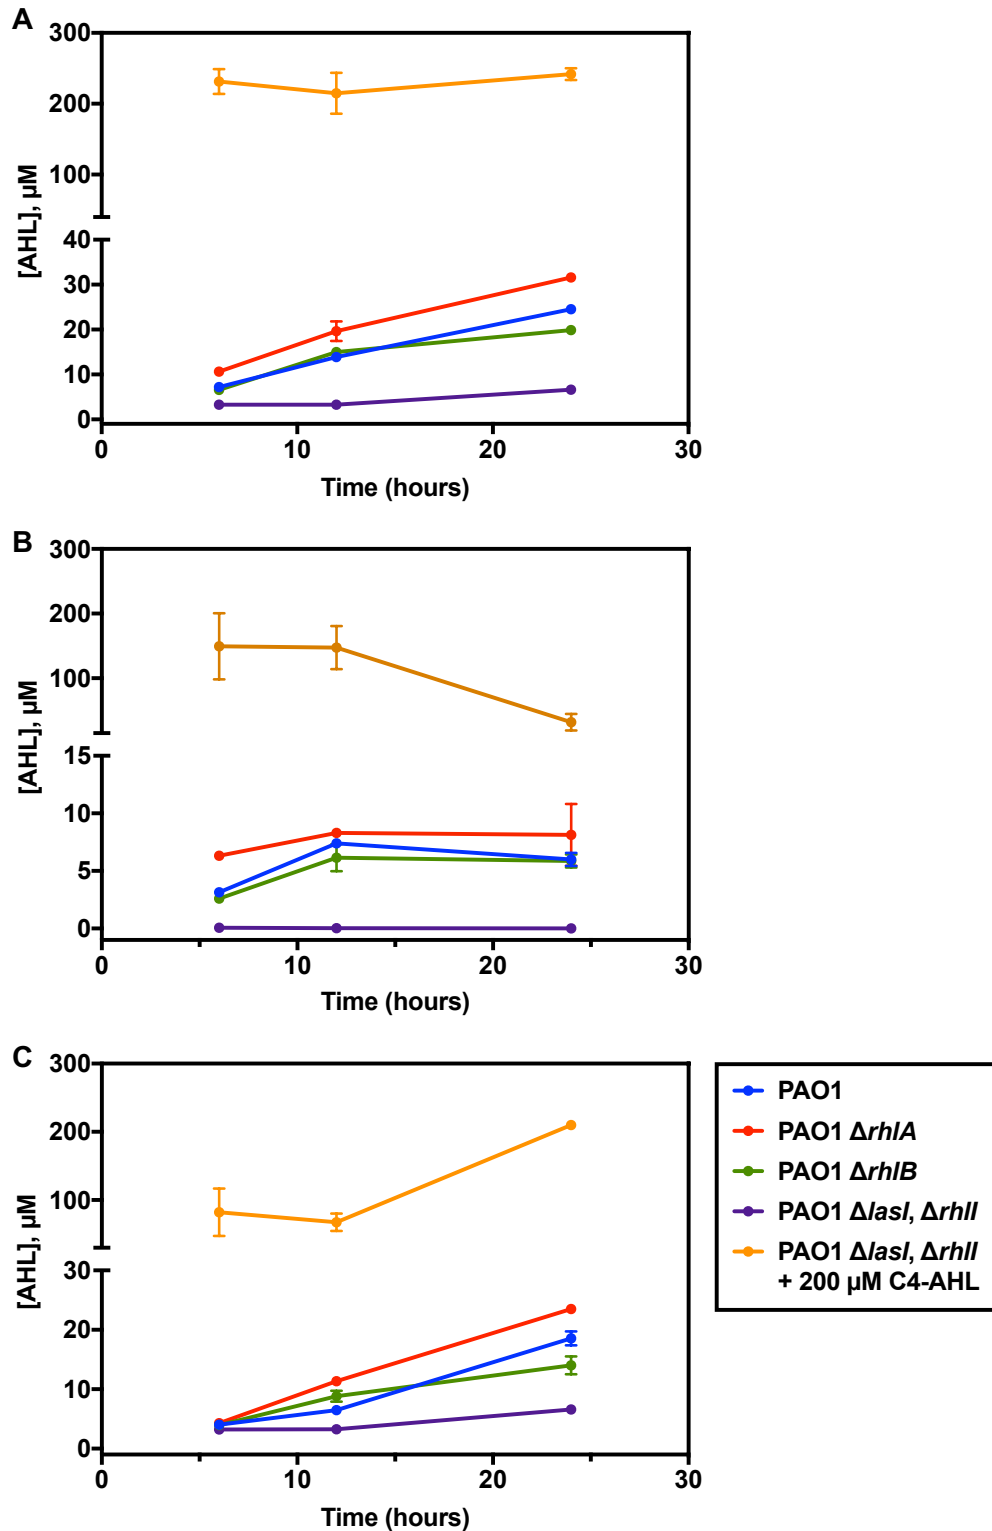 A
300
200
100
40
30
20
10
0
[AHL], µM
0 10 20 30
Time (hours)
B
300
200
100
15
10
5
0
[AHL], µM
0 10 20 30
Time (hours)
C
300
200
100
30
20
10
0
[AHL], µM
0 10 20 30
Time (hours)
PAO1
PAO1 ΔrhlA
PAO1 ΔrhlB
PAO1 ΔlasI, ΔrhlI
PAO1 ΔlasI, ΔrhlI
+ 200 µM C4-AHL